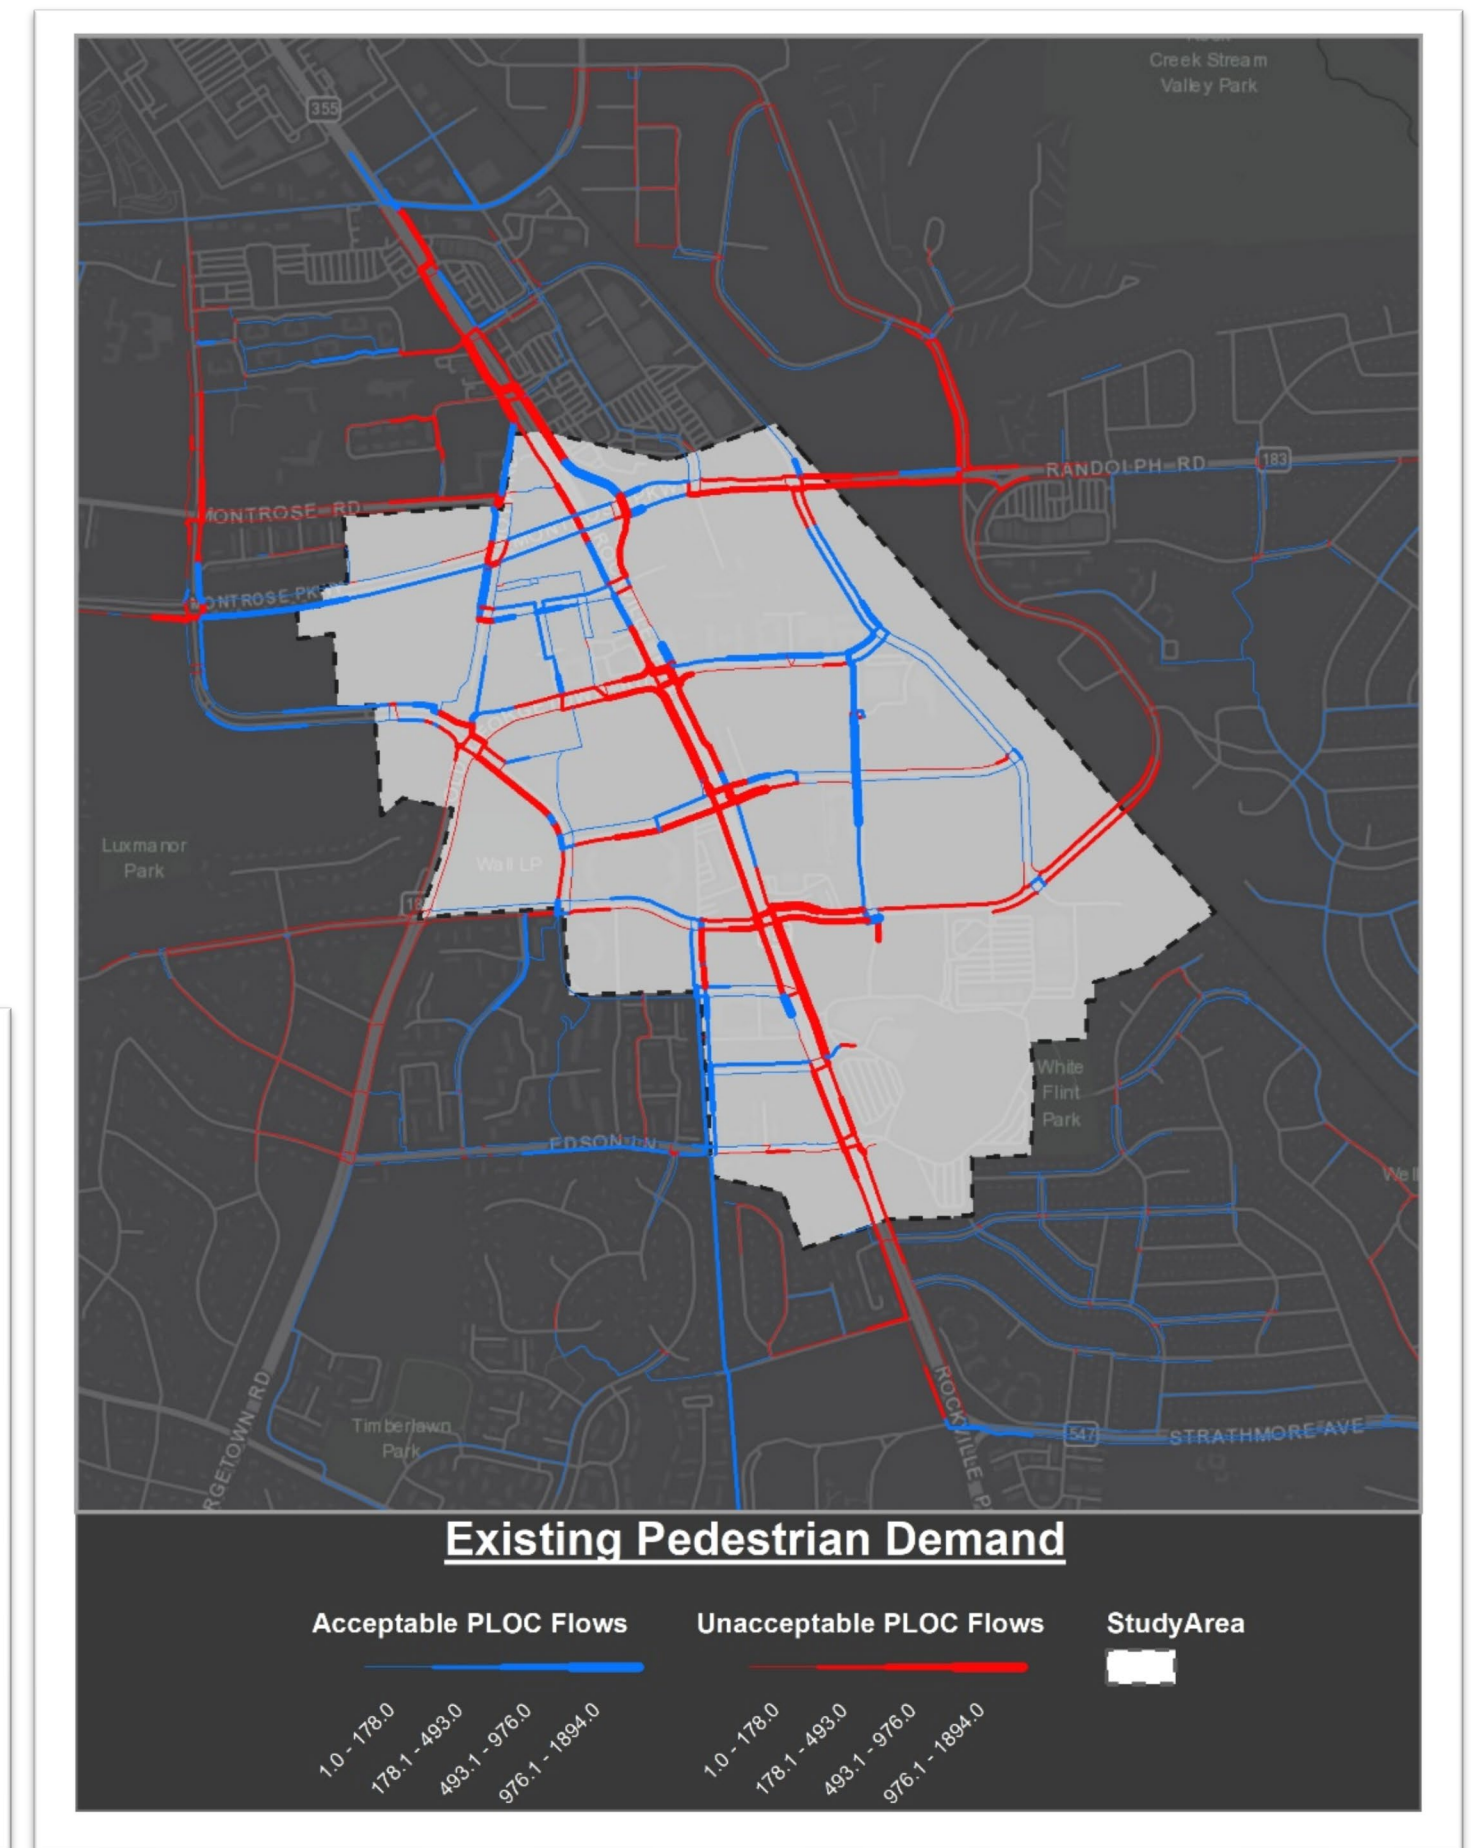 Creek Stream
Valley Park
355
RANDOLPH RD
183
MONTROSE RD
Luxmanor
Park
Wall LP
White
Flint
Park
EDSON LN
Timberlawn
Park
547
STRATHMORE AVE
Existing Pedestrian Demand
Acceptable PLOC Flows
Unacceptable PLOC Flows
StudyArea
1.0 - 178.0
178.1 - 493.0
493.1 - 976.0
976.1 - 1894.0
1.0 - 178.0
178.1 - 493.0
493.1 - 976.0
976.1 - 1894.0